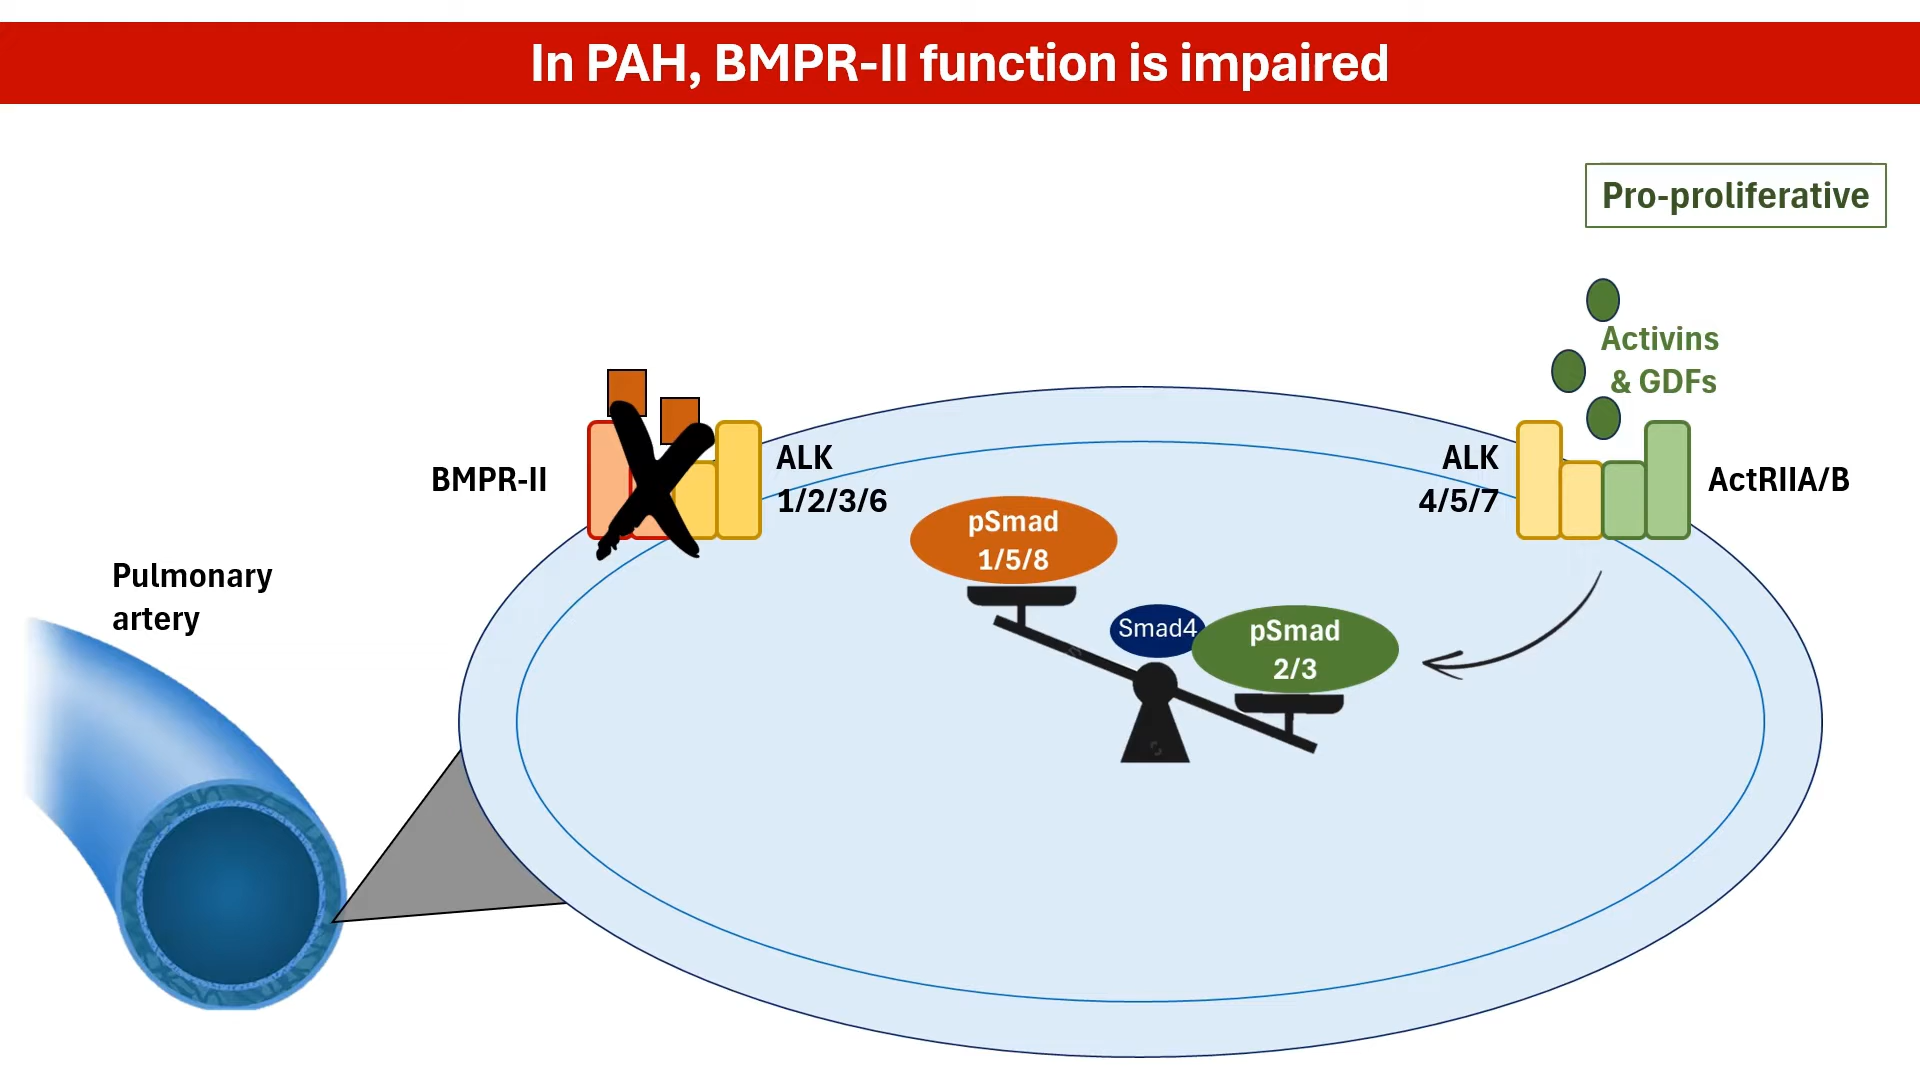 In PAH, BMPR-II function is impaired
Pro-proliferative
Activins
& GDFs
BMPR-II
ALK
1/2/3/6
ALK
4/5/7
ActRIIA/B
pSmad
1/5/8
Smad4
pSmad
2/3
Pulmonary
artery